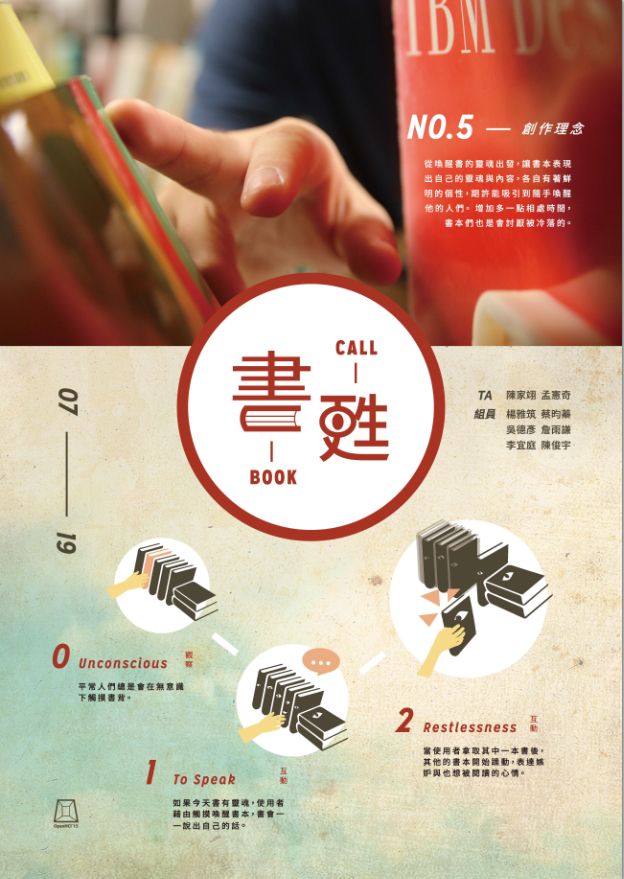 IBM Des
NO.5 — 創作理念
從喚醒書的靈魂出發，讓書本表現
出自己的靈魂與內容，各自有著鮮
明的個性，期許能吸引到隨手喚醒
他的人們。增加多一點相處時間，
書本們也是會討厭被冷落的。
CALL
書甦
BOOK
07 — 19
TA 陳家翊 孟憲奇
組員 楊雅筑 蔡昀蓁
吳德彥 詹雨謙
李宜庭 陳俊宇
0 Unconscious 觀察
平常人們總是會在無意識
下觸摸書背。
1 To Speak 互動
如果今天書有靈魂，使用者
藉由觸摸喚醒書本，書會一
一說出自己的話。
2 Restlessness 互動
當使用者拿取其中一本書後，
其他的書本開始躁動，表達嫉
妒與也想被閱讀的心情。